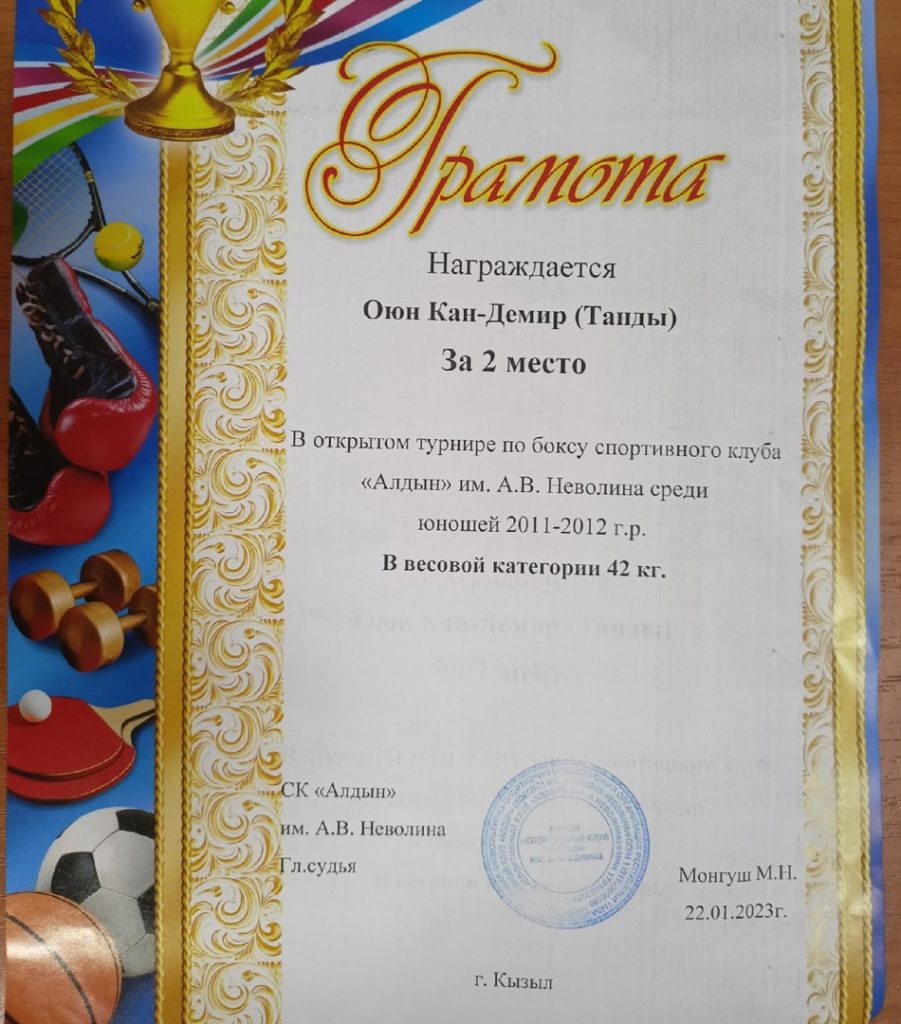 Грамота
Награждается
Оюн Кан-Демир (Танды)
За 2 место
В открытом турнире по боксу спортивного клуба
«Алдын» им. А.В. Неволина среди
юношей 2011-2012 г.р.
В весовой категории 42 кг.
СК «Алдын»
им. А.В. Неволина
Гл.судья
Монгуш М.Н.
22.01.2023г.
г. Кызыл